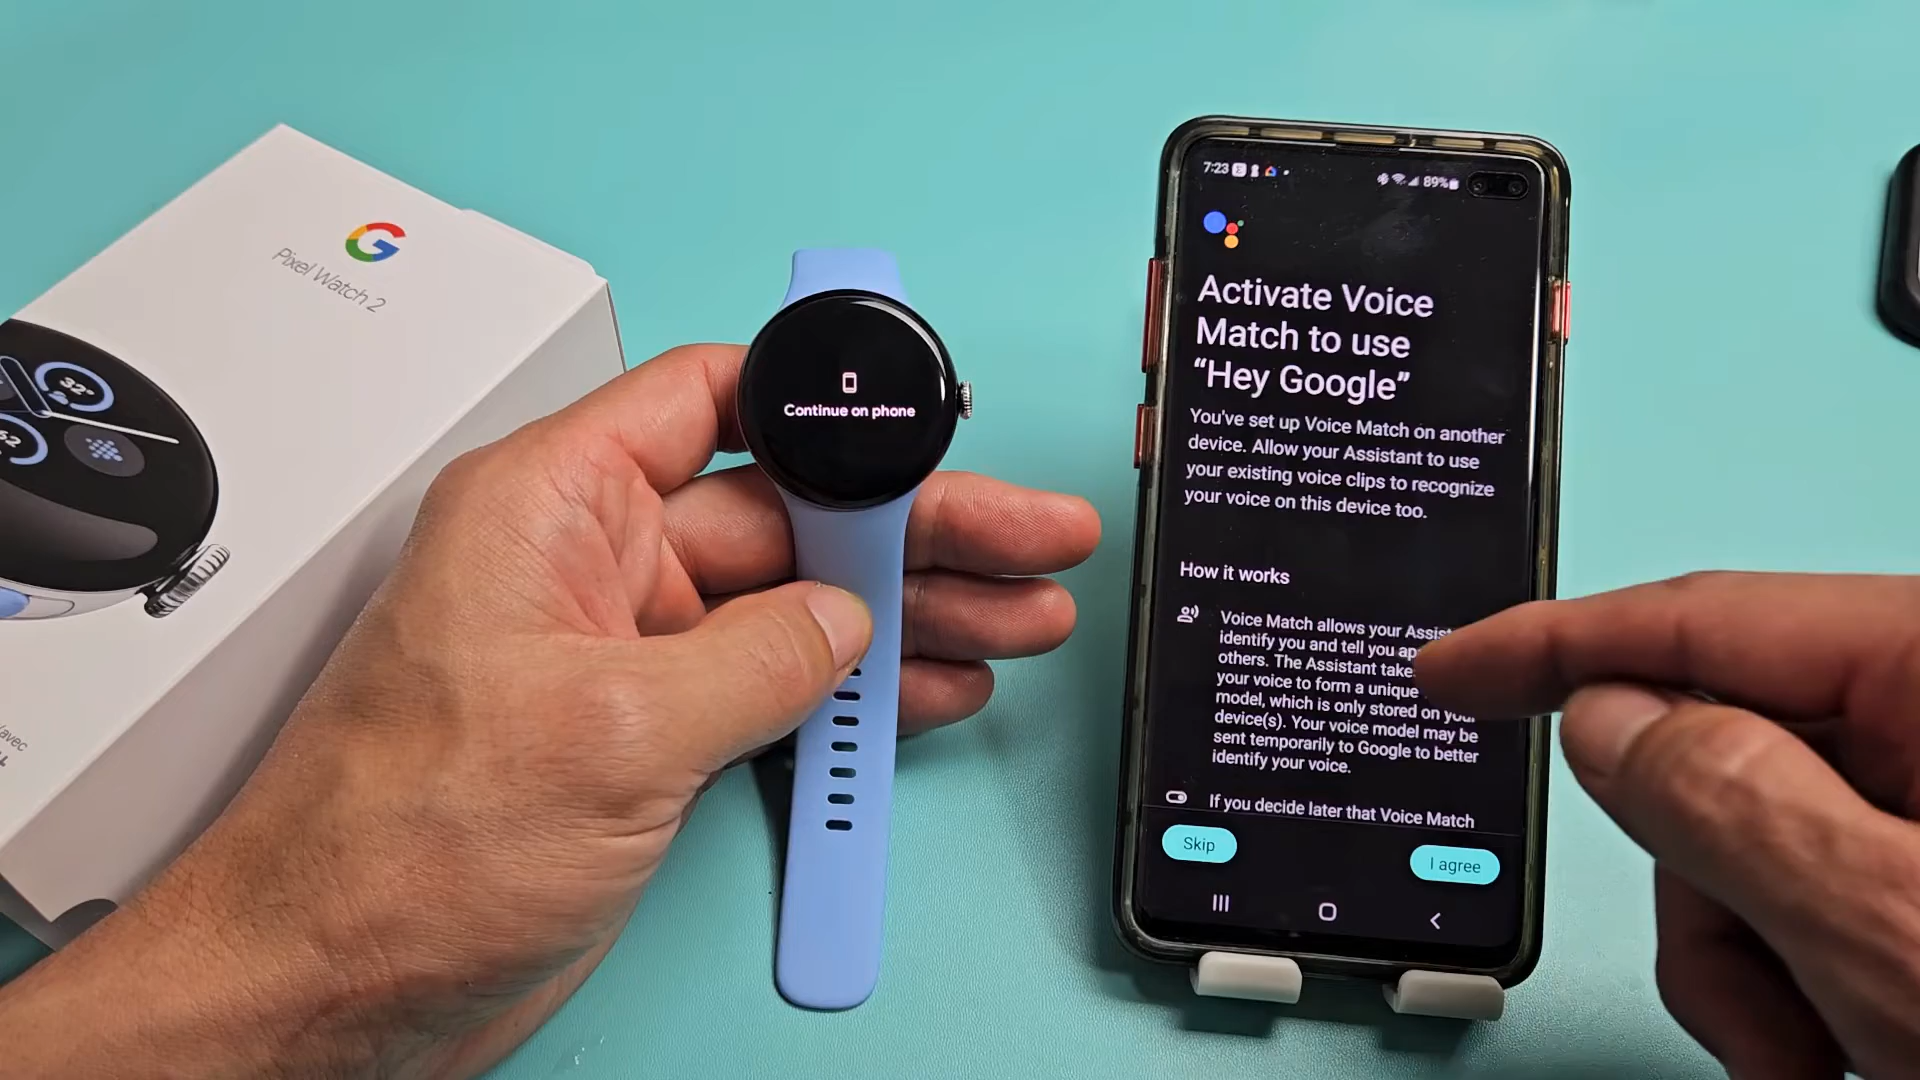 G
Pixel Watch 2
32
62
Continue on phone
7:23
89%
Activate Voice
Match to use
“Hey Google”
You've set up Voice Match on another
device. Allow your Assistant to use
your existing voice clips to recognize
your voice on this device too.
How it works
Voice Match allows your
identify you and tell you
others. The Assistant
your voice to form a unique
model, which is only stored on your
device(s). Your voice model may be
sent temporarily to Google to better
identify your voice.
If you decide later that Voice Match
Skip
I agree